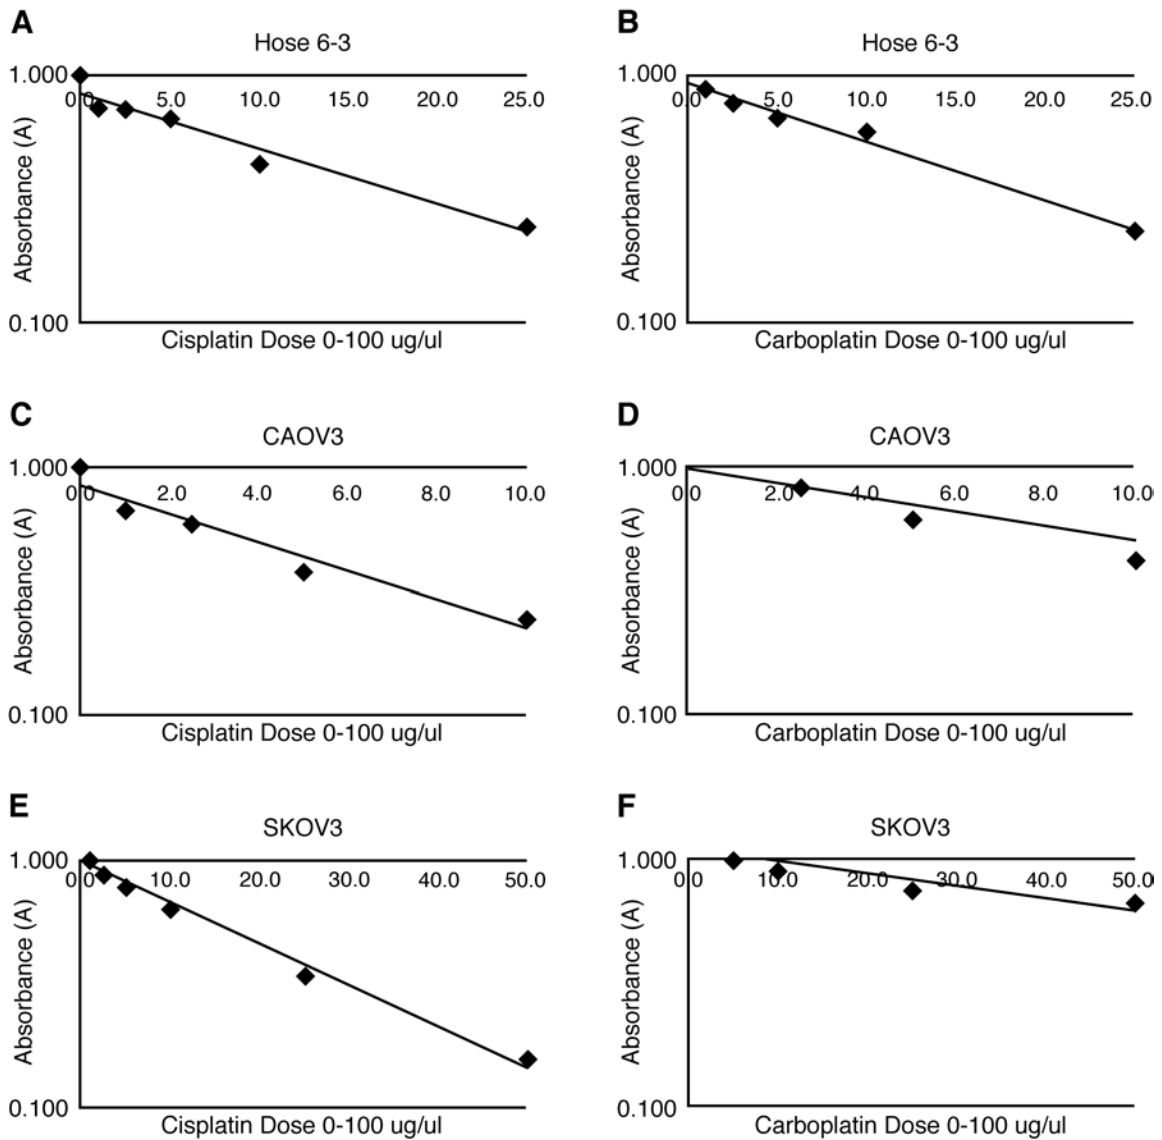 A
Hose 6-3
1.000
0.0 5.0 10.0 15.0 20.0 25.0
Absorbance (A)
0.100
Cisplatin Dose 0-100 ug/ul
B
Hose 6-3
1.000
0.0 5.0 10.0 15.0 20.0 25.0
Absorbance (A)
0.100
Carboplatin Dose 0-100 ug/ul
C
CAOV3
1.000
0.0 2.0 4.0 6.0 8.0 10.0
Absorbance (A)
0.100
Cisplatin Dose 0-100 ug/ul
D
CAOV3
1.000
0.0 2.0 4.0 6.0 8.0 10.0
Absorbance (A)
0.100
Carboplatin Dose 0-100 ug/ul
E
SKOV3
1.000
0.0 10.0 20.0 30.0 40.0 50.0
Absorbance (A)
0.100
Cisplatin Dose 0-100 ug/ul
F
SKOV3
1.000
0.0 10.0 20.0 30.0 40.0 50.0
Absorbance (A)
0.100
Carboplatin Dose 0-100 ug/ul